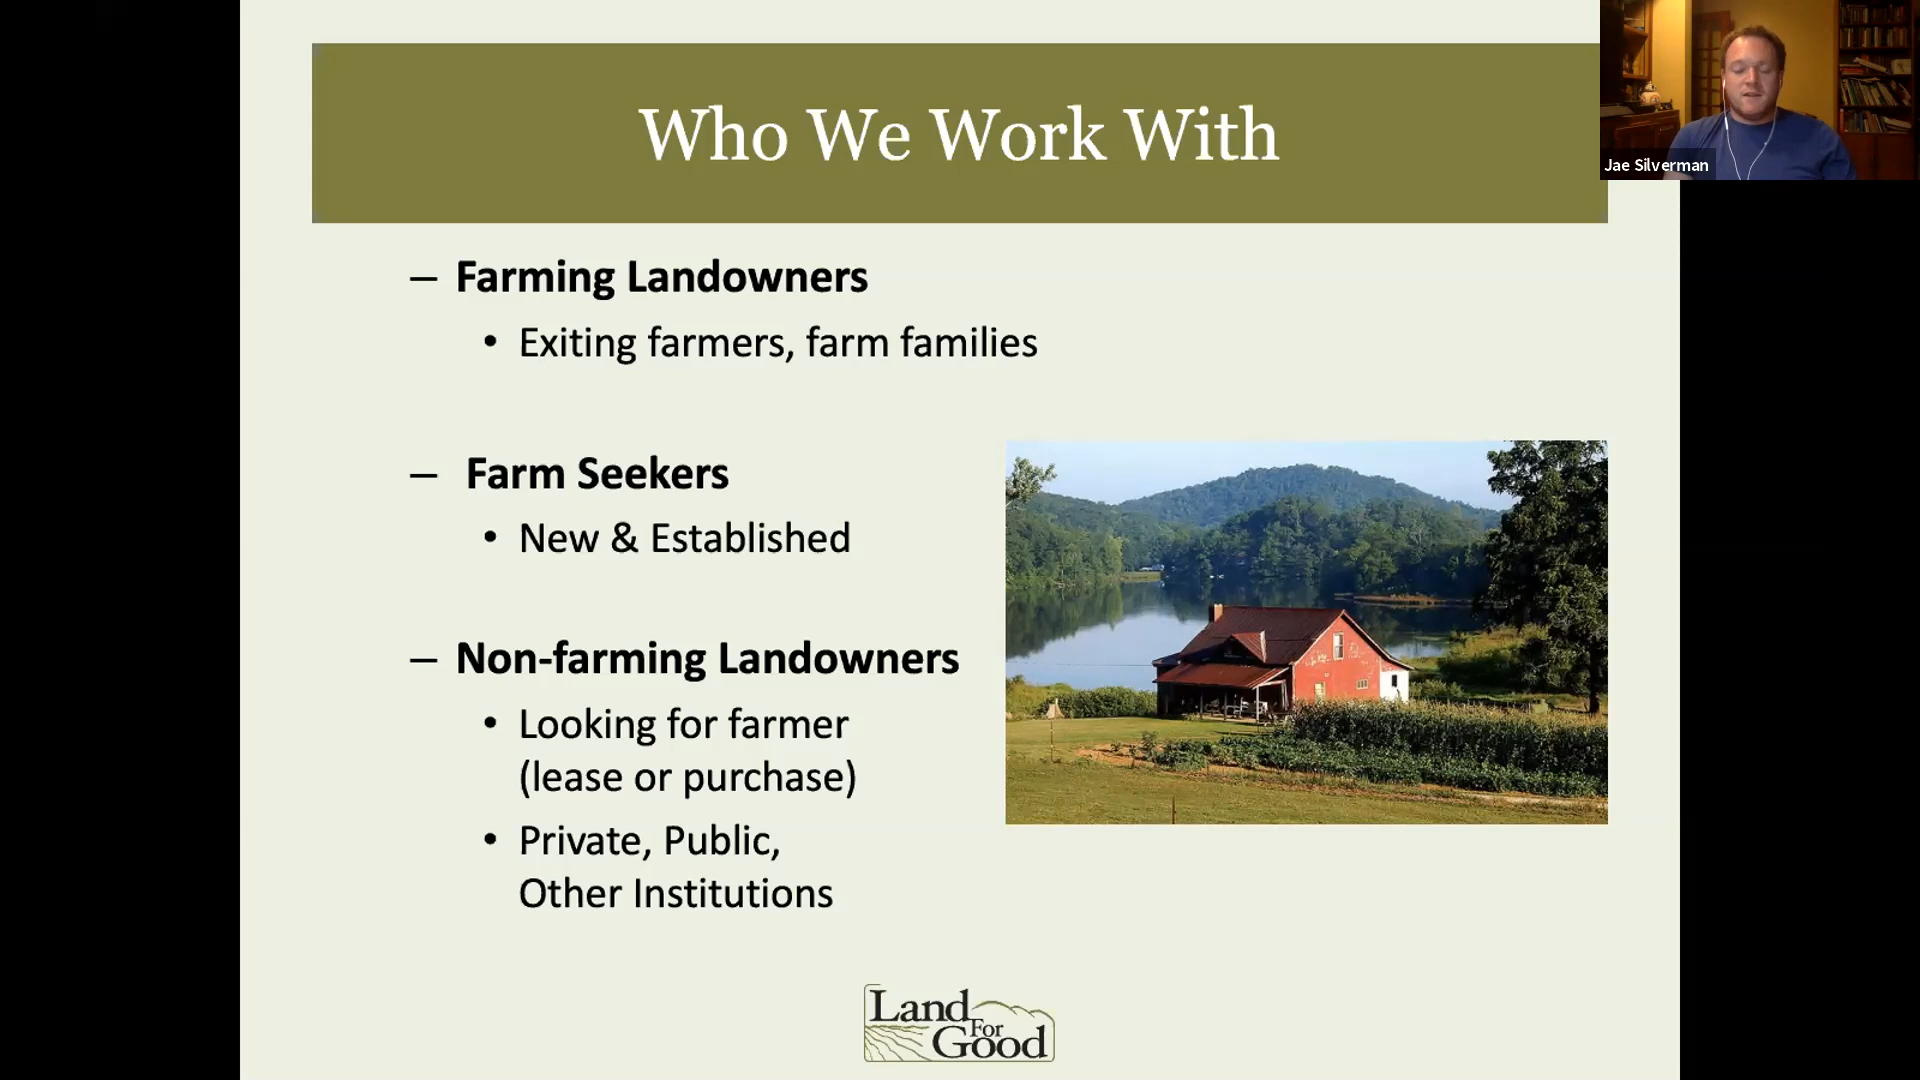 Who We Work With
Jae Silverman
– Farming Landowners
• Exiting farmers, farm families
– Farm Seekers
• New & Established
– Non-farming Landowners
• Looking for farmer
(lease or purchase)
• Private, Public,
Other Institutions
Land
For
Good